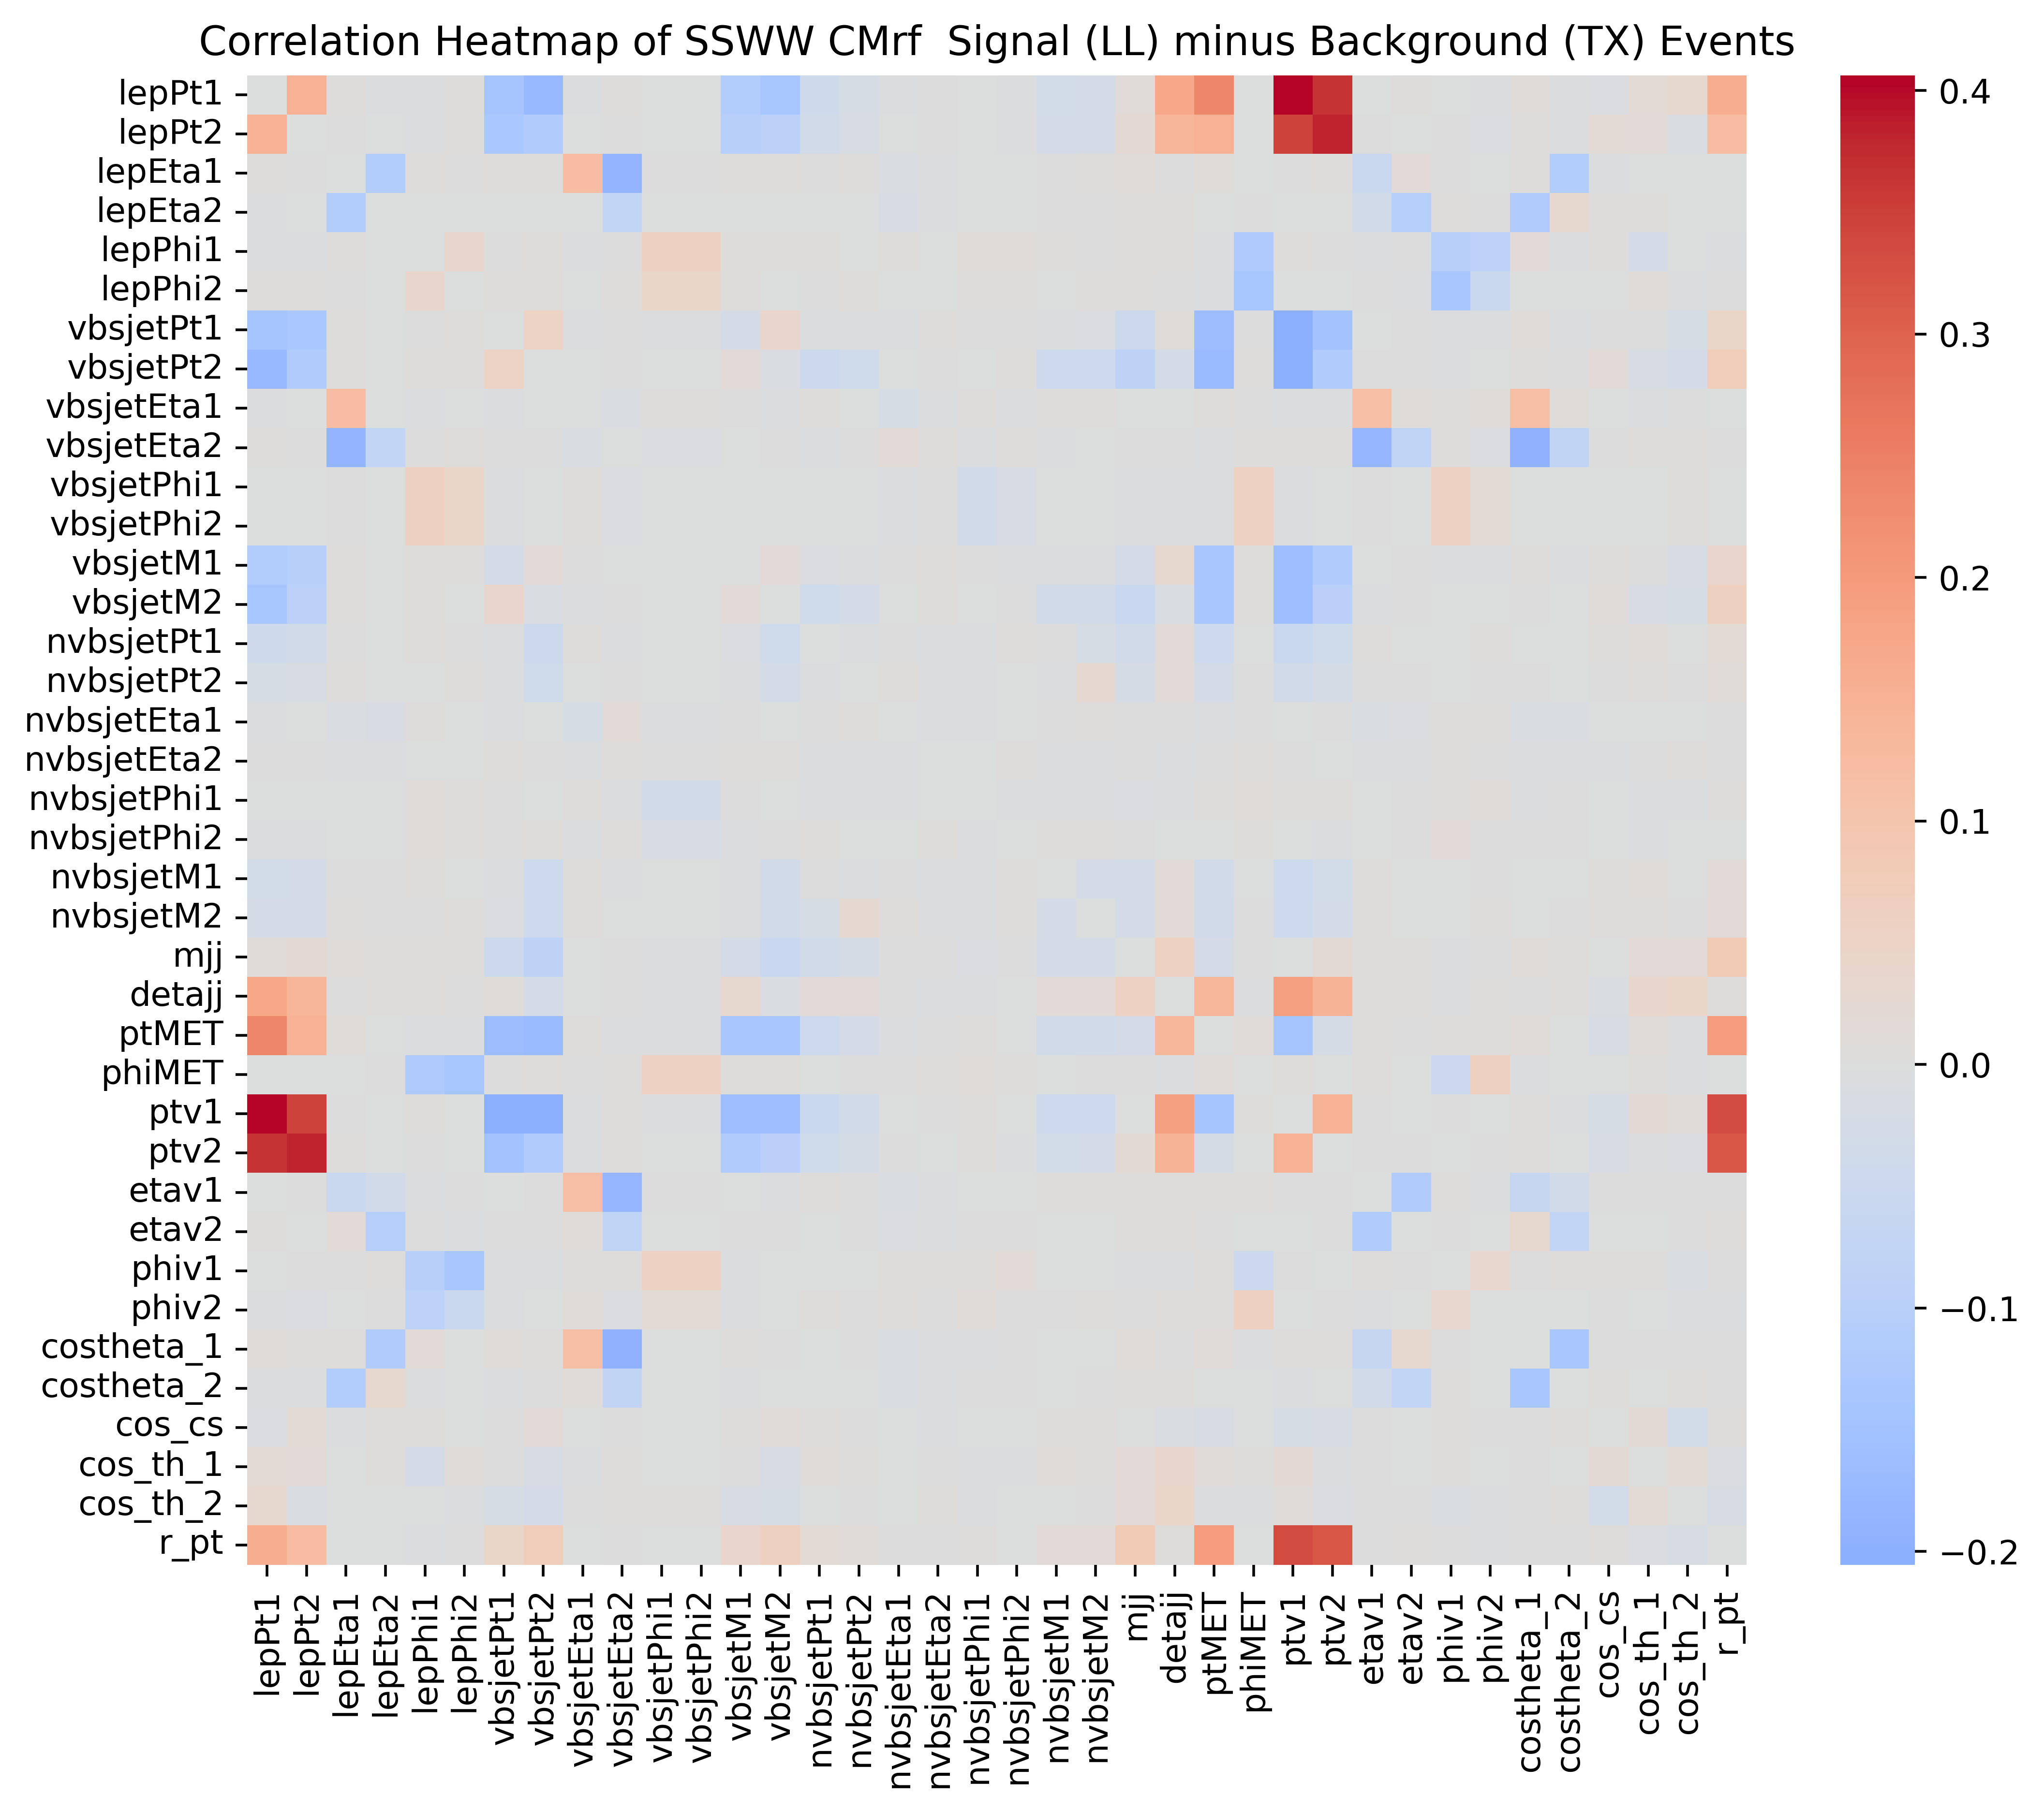 Correlation Heatmap of SSWW CMrf  Signal (LL) minus Background (TX) Events
lepPt1
lepPt2
lepEta1
lepEta2
lepPhi1
lepPhi2
vbsjetPt1
vbsjetPt2
vbsjetEta1
vbsjetEta2
vbsjetPhi1
vbsjetPhi2
vbsjetM1
vbsjetM2
nvbsjetPt1
nvbsjetPt2
nvbsjetEta1
nvbsjetEta2
nvbsjetPhi1
nvbsjetPhi2
nvbsjetM1
nvbsjetM2
mjj
detajj
ptMET
phiMET
ptv1
ptv2
etav1
etav2
phiv1
phiv2
costheta_1
costheta_2
cos_cs
cos_th_1
cos_th_2
r_pt
lepPt1
lepPt2
lepEta1
lepEta2
lepPhi1
lepPhi2
vbsjetPt1
vbsjetPt2
vbsjetEta1
vbsjetEta2
vbsjetPhi1
vbsjetPhi2
vbsjetM1
vbsjetM2
nvbsjetPt1
nvbsjetPt2
nvbsjetEta1
nvbsjetEta2
nvbsjetPhi1
nvbsjetPhi2
nvbsjetM1
nvbsjetM2
mjj
detajj
ptMET
phiMET
ptv1
ptv2
etav1
etav2
phiv1
phiv2
costheta_1
costheta_2
cos_cs
cos_th_1
cos_th_2
r_pt
0.4
0.3
0.2
0.1
0.0
−0.1
−0.2